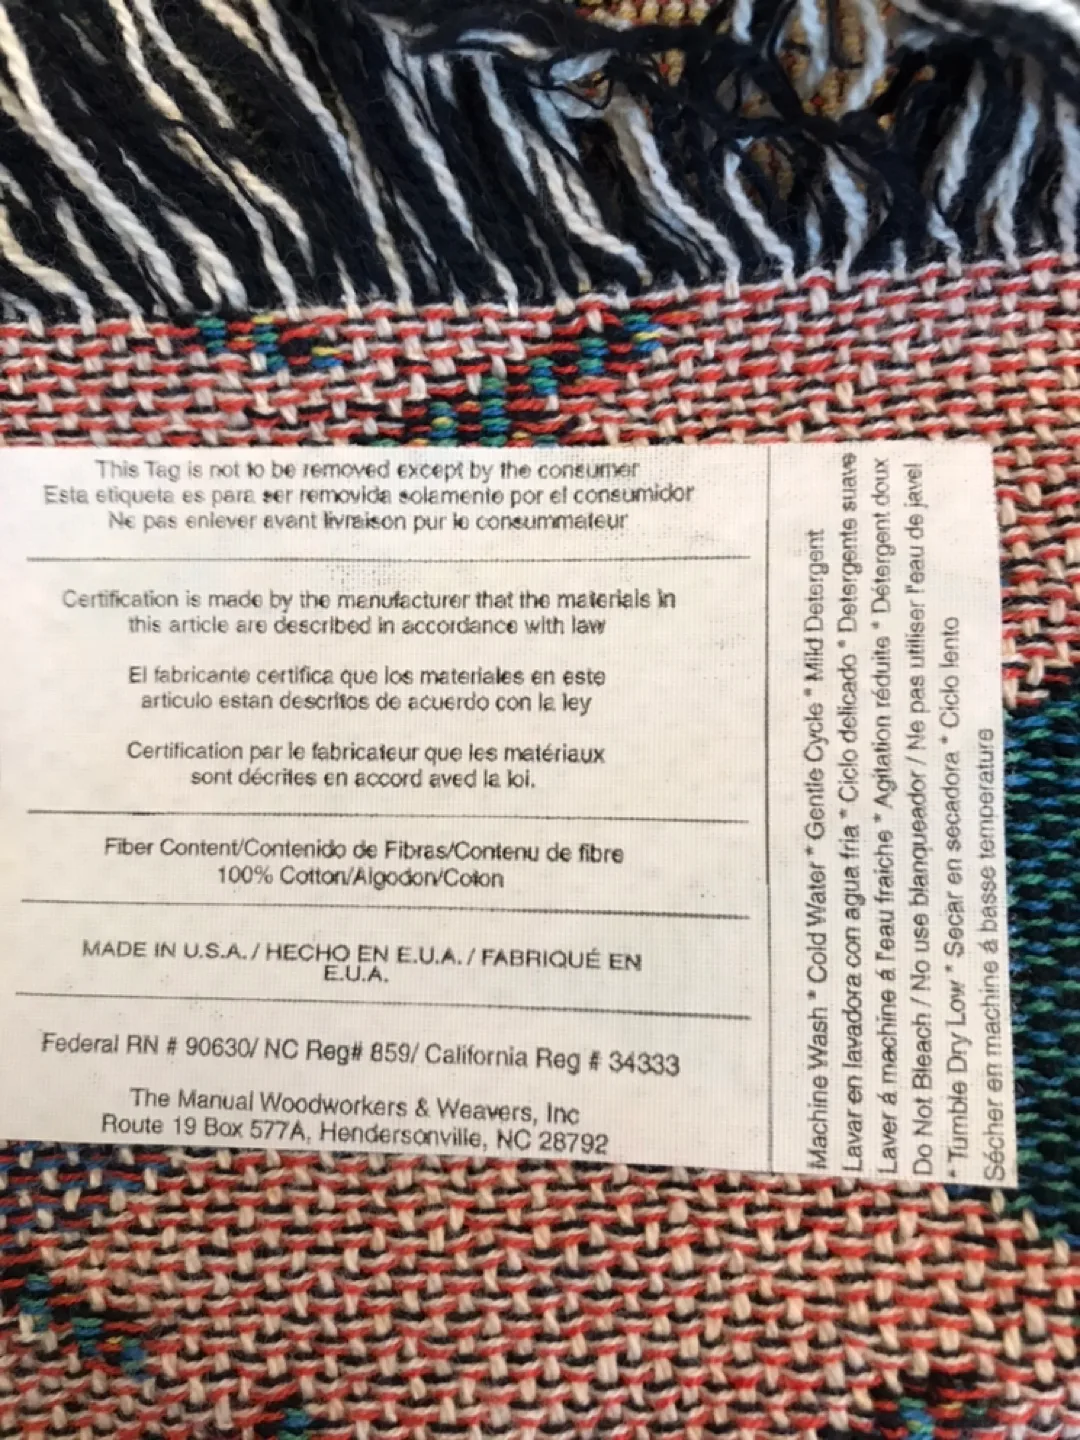 This Tag is not to be removed except by the consumer
Esta etiqueta es para ser removida solamente por el consumidor
Ne pas enlever avant livraison pur le consummateur
Certification is made by the manufacturer that the materials in
this article are described in accordance with law
El fabricante certifica que los materiales en este
articulo estan descritos de acuerdo con la ley
Certification par le fabricateur que les matériaux
sont décrites en accord aved la loi.
Fiber Content/Contenido de Fibras/Contenu de fibre
100% Cotton/Algodon/Coton
MADE IN U.S.A. / HECHO EN E.U.A. / FABRIQUÉ EN
E.U.A.
Federal RN # 90630/ NC Reg# 859/ California Reg # 34333
The Manual Woodworkers & Weavers, Inc
Route 19 Box 577A, Hendersonville, NC 28792
Machine Wash * Cold Water * Gentle Cycle * Mild Detergent
Lavar en lavadora con agua fria * Ciclo delicado * Detergente suave
Laver á machine á l'eau fraiche * Agitation réduite * Détergent doux
Do Not Bleach / No use blanqueador / Ne pas utiliser l'eau de javel
* Tumble Dry Low * Secar en secadora * Ciclo lento
Sécher en machine á basse temperature